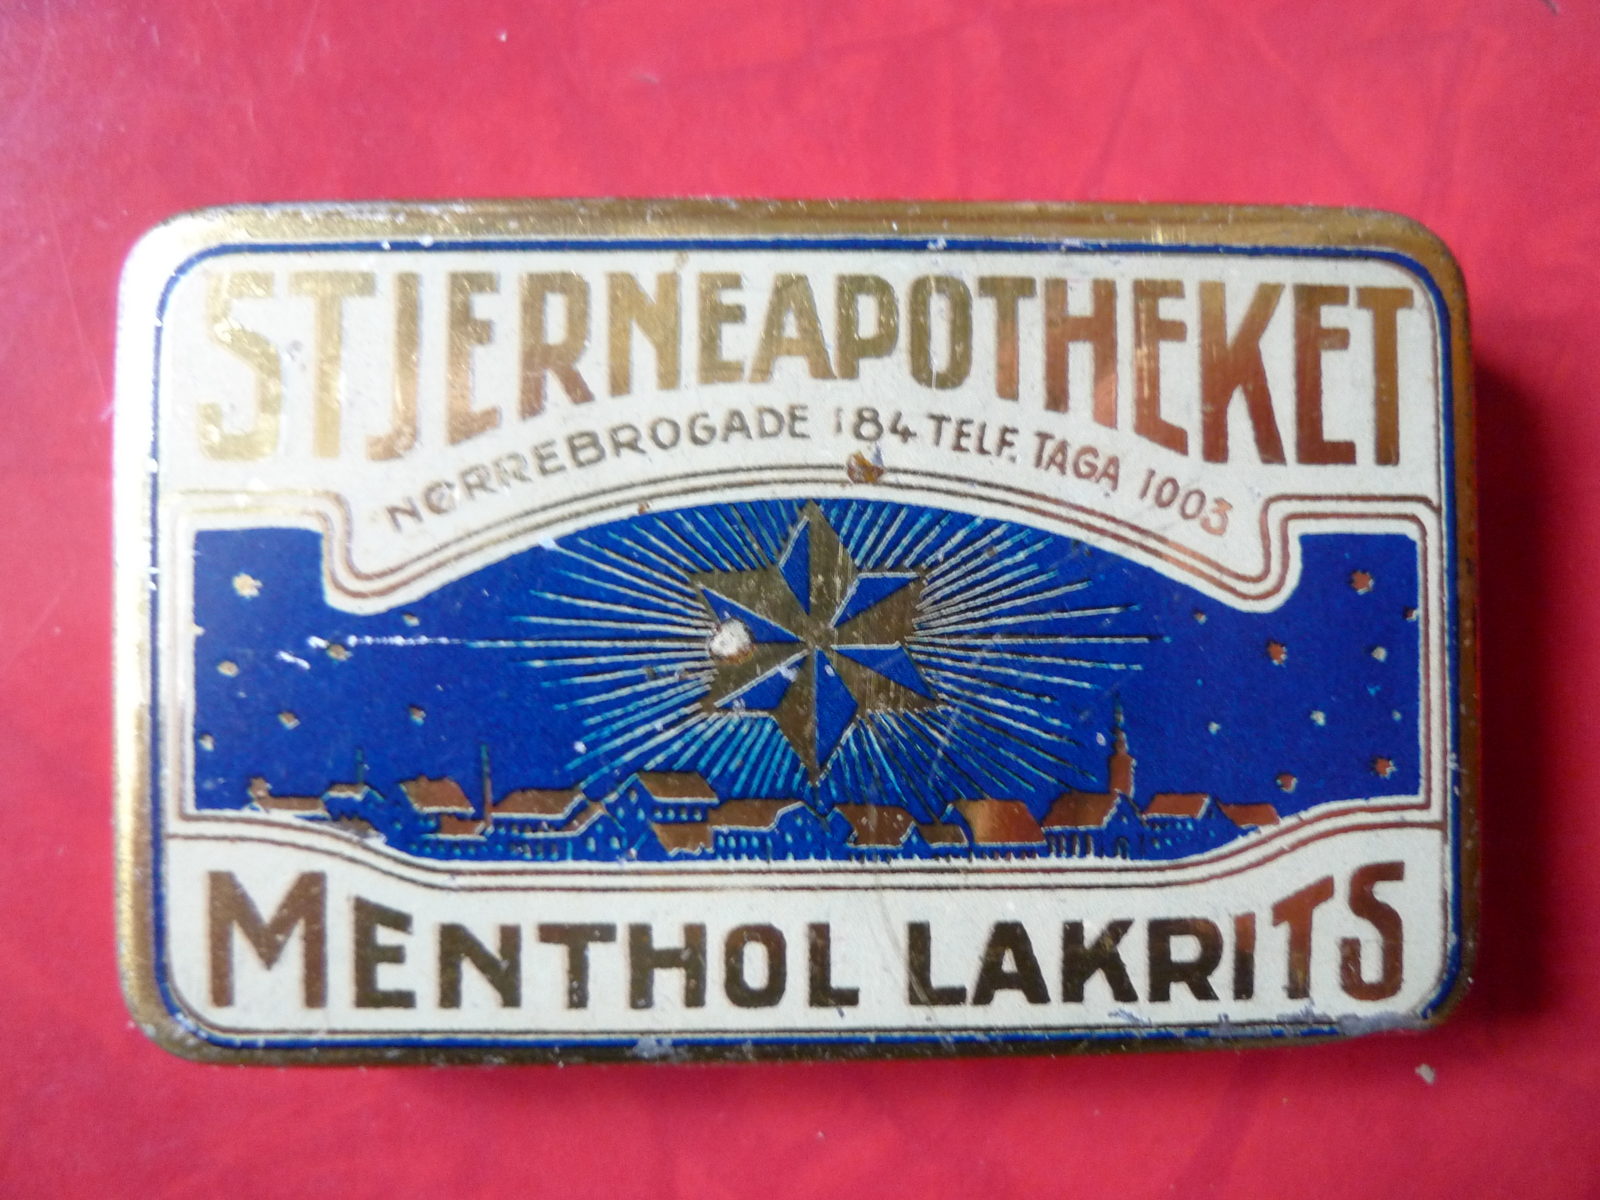 STJERNEAPOTHEKET
NØRREBROGADE 184 TELF. TAGA 1003
MENTHOL LAKRITS